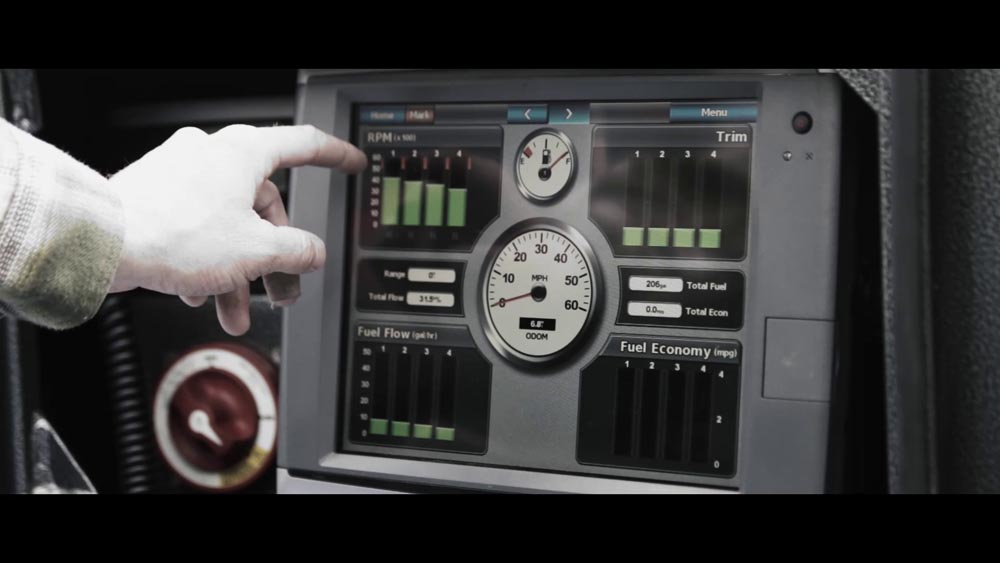 Home Mark < > Menu
RPM (x 100)
1 2 3 4
Trim
1 2 3 4
MPH
0 10 20 30 40 50 60
6.8
ODOM
Range 0
Total Flow
206 Total Fuel
0.0 Total Econ
Fuel Flow (gal/hr)
1 2 3 4
50
40
30
20
10
0
Fuel Economy (mpg)
1 2 3 4 4
2
0